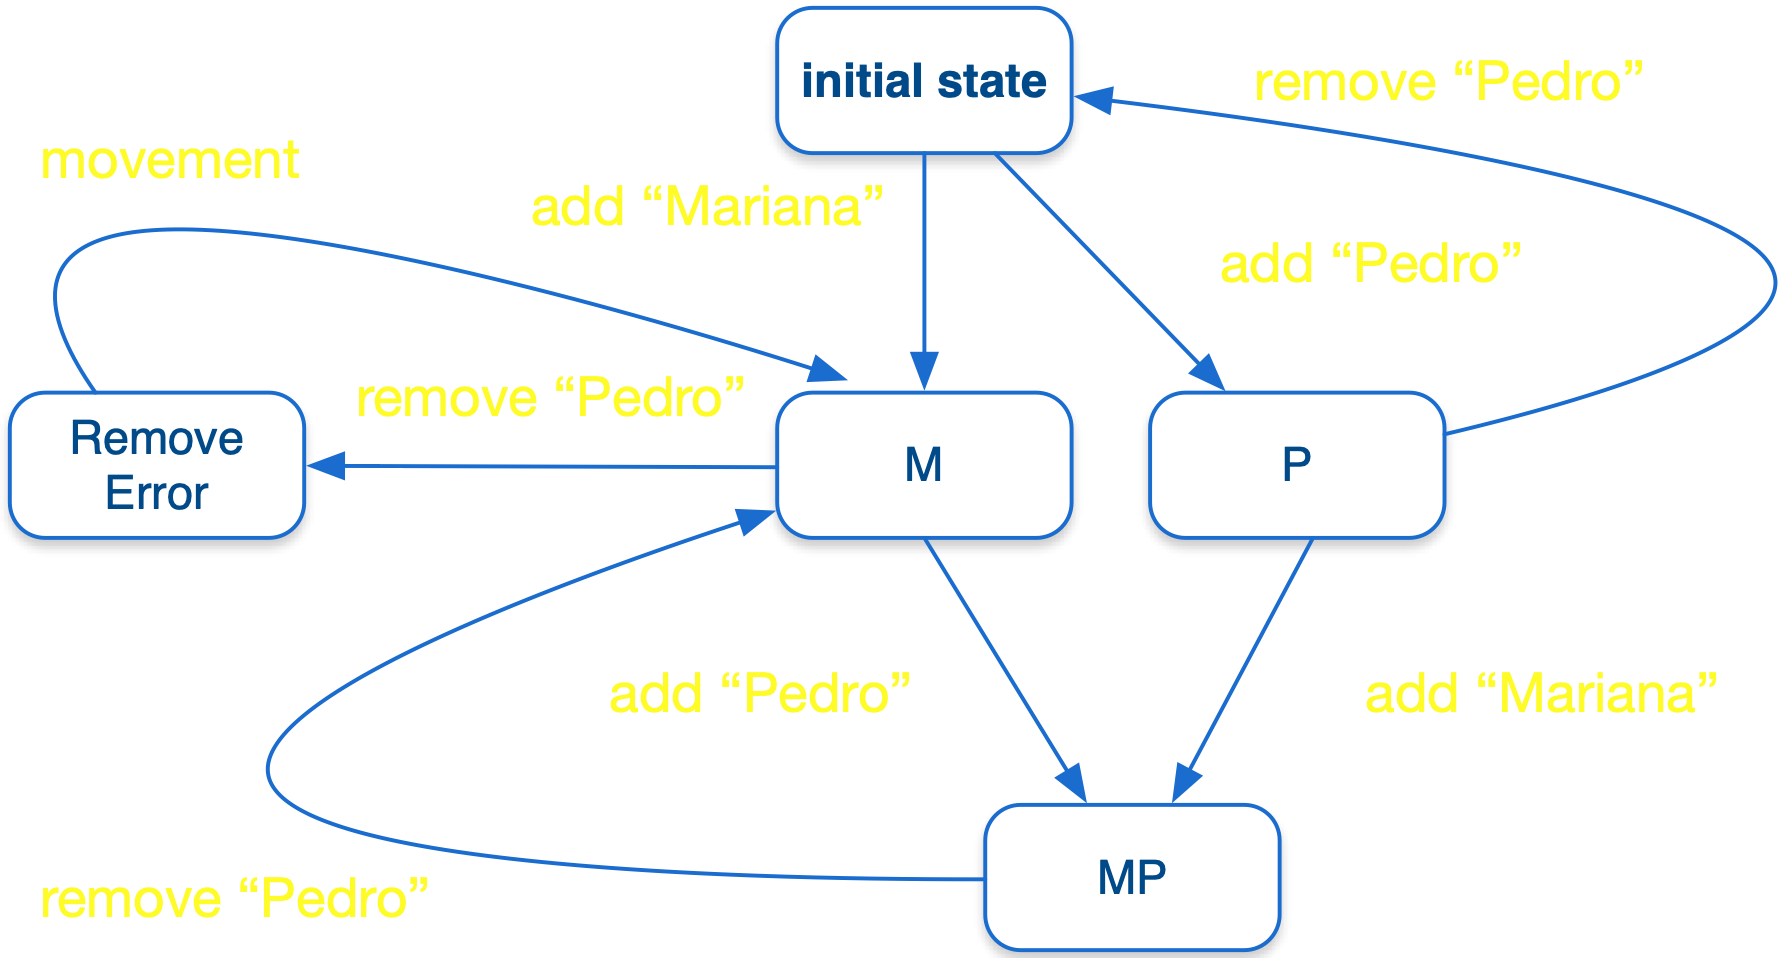 initial state
remove “Pedro”
movement
add “Mariana”
add “Pedro”
remove “Pedro”
Remove
Error
M
P
add “Pedro”
add “Mariana”
MP
remove “Pedro”